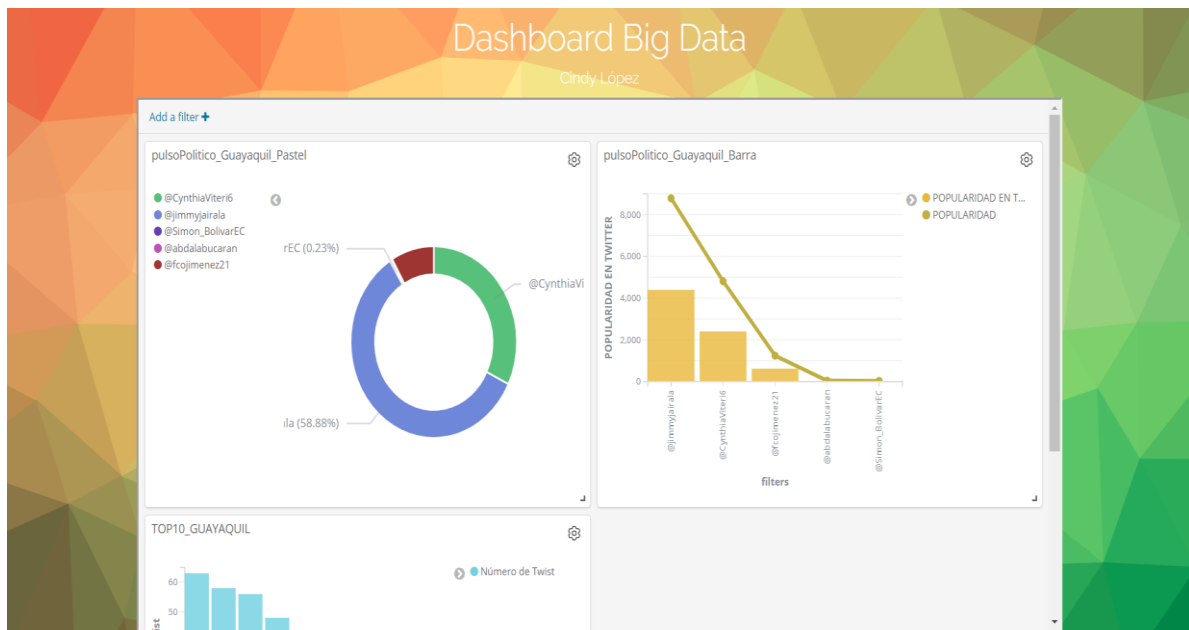 Dashboard Big Data
Cindy López
Add a filter +
pulsoPolitico_Guayaquil_Pastel
@CynthiaViteri6
@jimmyjairala
@Simon_BolivarEC
@abdalabucaran
@fcojimenez21
rEC (0.23%)
@CynthiaVi
la (58.88%)
pulsoPolitico_Guayaquil_Barra
POPULARIDAD EN TWITTER
8,000
6,000
4,000
2,000
0
@jimmyjairala
@CynthiaViteri6
@fcojimenez21
@abdalabucaran
@Simon_BolivarEC
filters
POPULARIDAD EN T...
POPULARIDAD
TOP10_GUAYAQUIL
60
50
Número de Twist